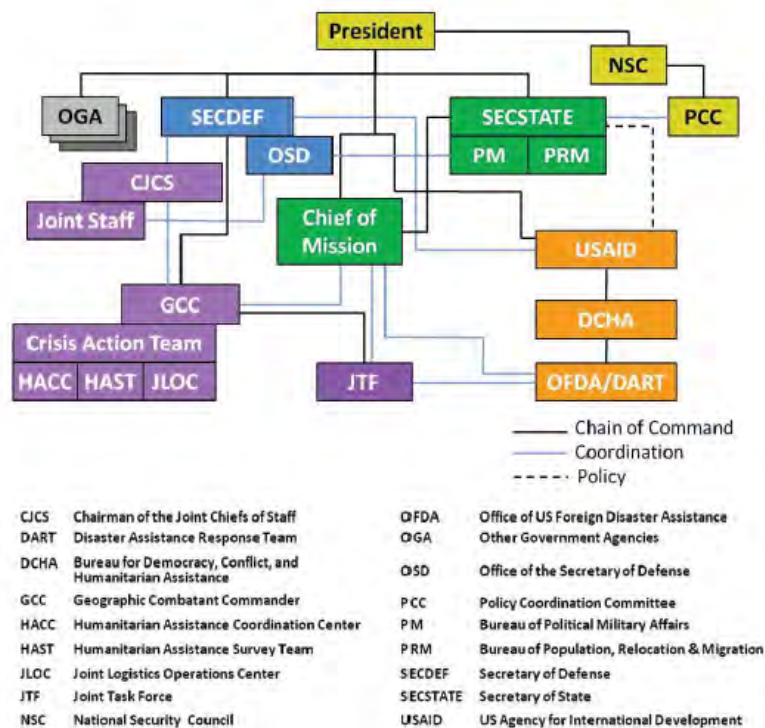 President
NSC
OGA
SECDEF
SECSTATE
PCC
OSD
PM
PRM
CJCS
Joint Staff
Chief of
Mission
USAID
GCC
DCHA
Crisis Action Team
HACC
HAST
JLOC
JTF
OFDA/DART
Chain of Command
Coordination
Policy
CJCS Chairman of the Joint Chiefs of Staff
DART Disaster Assistance Response Team
DCHA Bureau for Democracy, Conflict, and
Humanitarian Assistance
GCC Geographic Combatant Commander
HACC Humanitarian Assistance Coordination Center
HAST Humanitarian Assistance Survey Team
JLOC Joint Logistics Operations Center
JTF Joint Task Force
NSC National Security Council
OFDA Office of US Foreign Disaster Assistance
OGA Other Government Agencies
OSD Office of the Secretary of Defense
PCC Policy Coordination Committee
PM Bureau of Political Military Affairs
PRM Bureau of Population, Relocation & Migration
SECDEF Secretary of Defense
SECSTATE Secretary of State
USAID US Agency for International Development